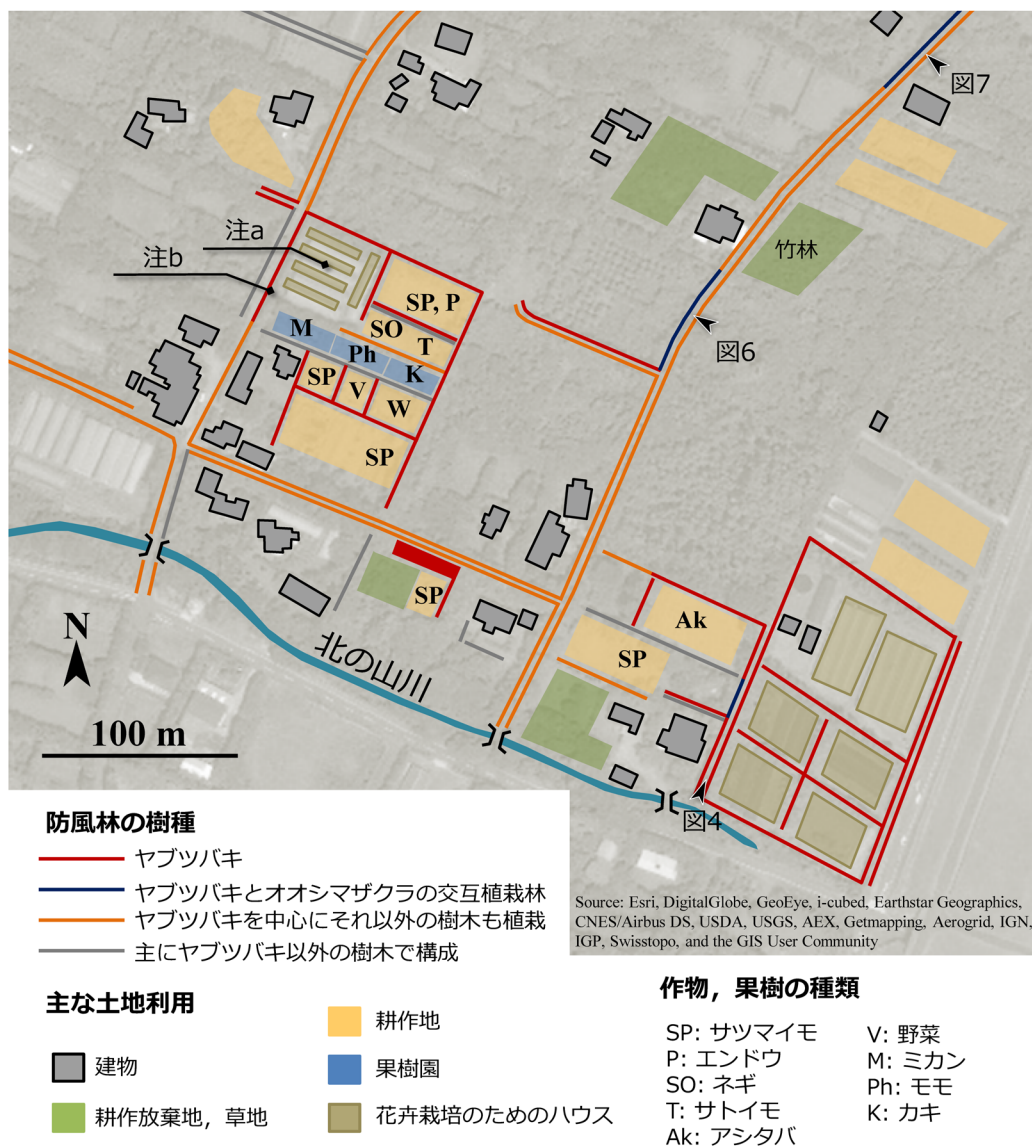 図7
竹林
注a
注b
SP, P
SO
T
M
Ph
K
SP
V
W
SP
図6
SP
Ak
SP
北の山川
N
100 m
図4
防風林の樹種
ヤブツバキ
ヤブツバキとオオシマザクラの交互植栽林
ヤブツバキを中心にそれ以外の樹木も植栽
主にヤブツバキ以外の樹木で構成
Source: Esri, DigitalGlobe, GeoEye, i-cubed, Earthstar Geographics,
CNES/Airbus DS, USDA, USGS, AEX, Getmapping, Aerogrid, IGN,
IGP, Swisstopo, and the GIS User Community
主な土地利用
建物
耕作放棄地，草地
耕作地
果樹園
花卉栽培のためのハウス
作物，果樹の種類
SP: サツマイモ
P: エンドウ
SO: ネギ
T: サトイモ
Ak: アシタバ
V: 野菜
M: ミカン
Ph: モモ
K: カキ